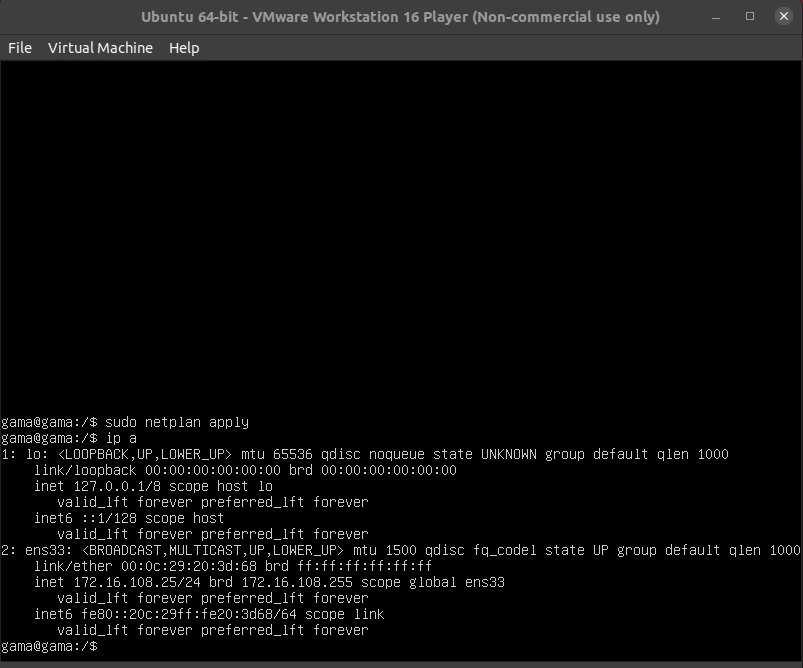 Ubuntu 64-bit - VMware Workstation 16 Player (Non-commercial use only)
File Virtual Machine Help
gama@gama:/$ sudo netplan apply
gama@gama:/$ ip a
1: lo: <LOOPBACK,UP,LOWER_UP> mtu 65536 qdisc noqueue state UNKNOWN group default qlen 1000
    link/loopback 00:00:00:00:00:00 brd 00:00:00:00:00:00
    inet 127.0.0.1/8 scope host lo
       valid_lft forever preferred_lft forever
    inet6 ::1/128 scope host
       valid_lft forever preferred_lft forever
2: ens33: <BROADCAST,MULTICAST,UP,LOWER_UP> mtu 1500 qdisc fq_codel state UP group default qlen 1000
    link/ether 00:0c:29:20:3d:68 brd ff:ff:ff:ff:ff:ff
    inet 172.16.108.25/24 brd 172.16.108.255 scope global ens33
       valid_lft forever preferred_lft forever
    inet6 fe80::20c:29ff:fe20:3d68/64 scope link
       valid_lft forever preferred_lft forever
gama@gama:/$